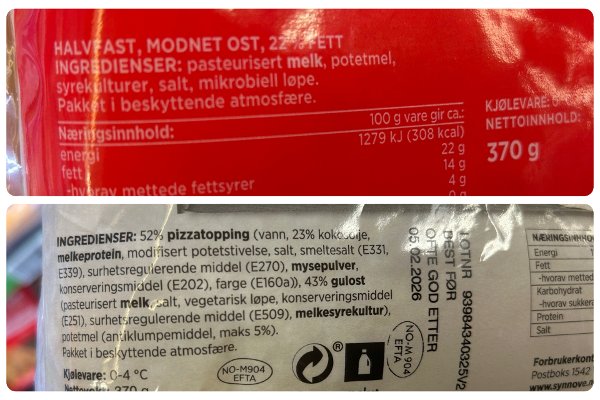 HALVFAST, MODNET OST, 22% FETT
INGREDIENSER: pasteurisert melk, potetmel,
syrekulturer, salt, mikrobiell løpe.
Pakket i beskyttende atmosfære.
Næringsinnhold: 100 g vare gir ca.:
energi 1279 kJ (308 kcal)
fett 22 g
-hvorav mettede fettsyrer 14 g
4 g
KJØLEVARE:
NETTOINNHOLD:
370 g
INGREDIENSER: 52% pizzatopping (vann, 23% kokosolje,
melkeprotein, modifisert potetstivelse, salt, smeltesalt (E331,
E339), surhetsregulerende middel (E270), mysepulver,
konserveringsmiddel (E202), farge (E160a)), 43% gulost
(pasteurisert melk, salt, vegetarisk løpe, konserveringsmiddel
(E251), surhetsregulerende middel (E509), melkesyrekultur),
potetmel (antiklumpemiddel, maks 5%).
Pakket i beskyttende atmosfære.
Kjølevare: 0-4 °C
Nettovekt: 370 g
NO-M904
EFTA
®
NO-M904
EFTA
LOTNR 93984340325V2
BEST FØR
OFTE GOD ETTER
05.02.2026
NÆRINGSINNHO
Energi
Fett
-hvorav mettede
Karbohydrat
-hvorav sukkera
Protein
Salt
Forbrukerkont
Postboks 1542
www.synnove.n